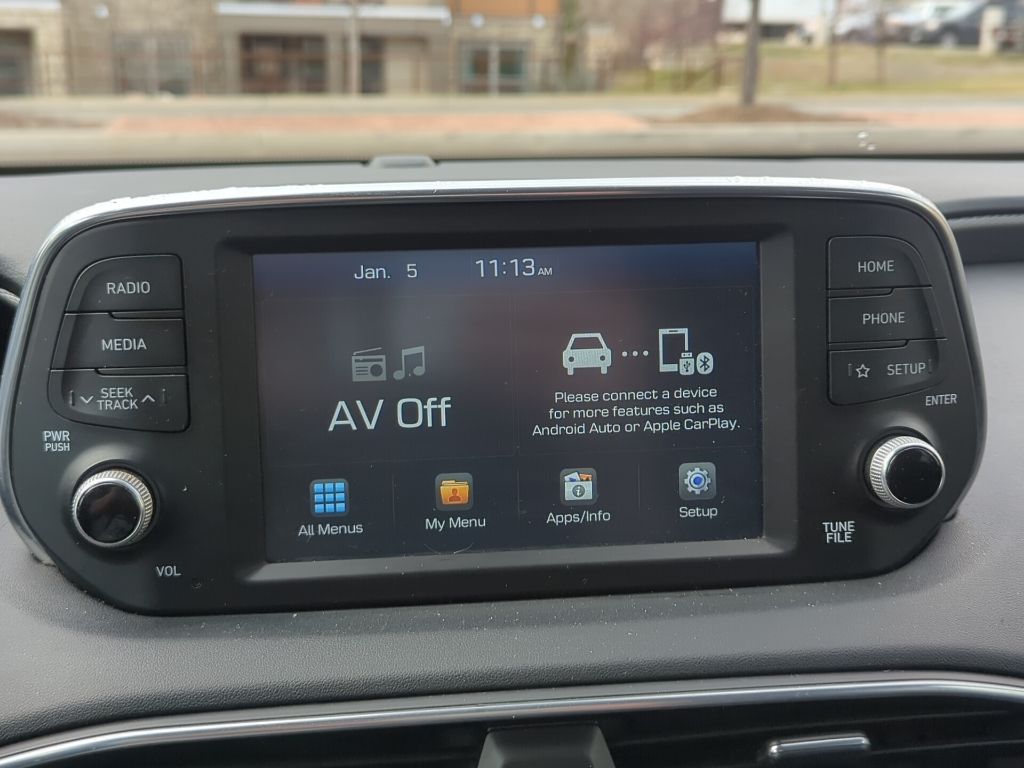 Jan. 5 11:13 AM
RADIO
MEDIA
SEEK
TRACK
PWR
PUSH
VOL
AV Off
Please connect a device
for more features such as
Android Auto or Apple CarPlay.
All Menus
My Menu
Apps/Info
Setup
HOME
PHONE
SETUP
ENTER
TUNE
FILE